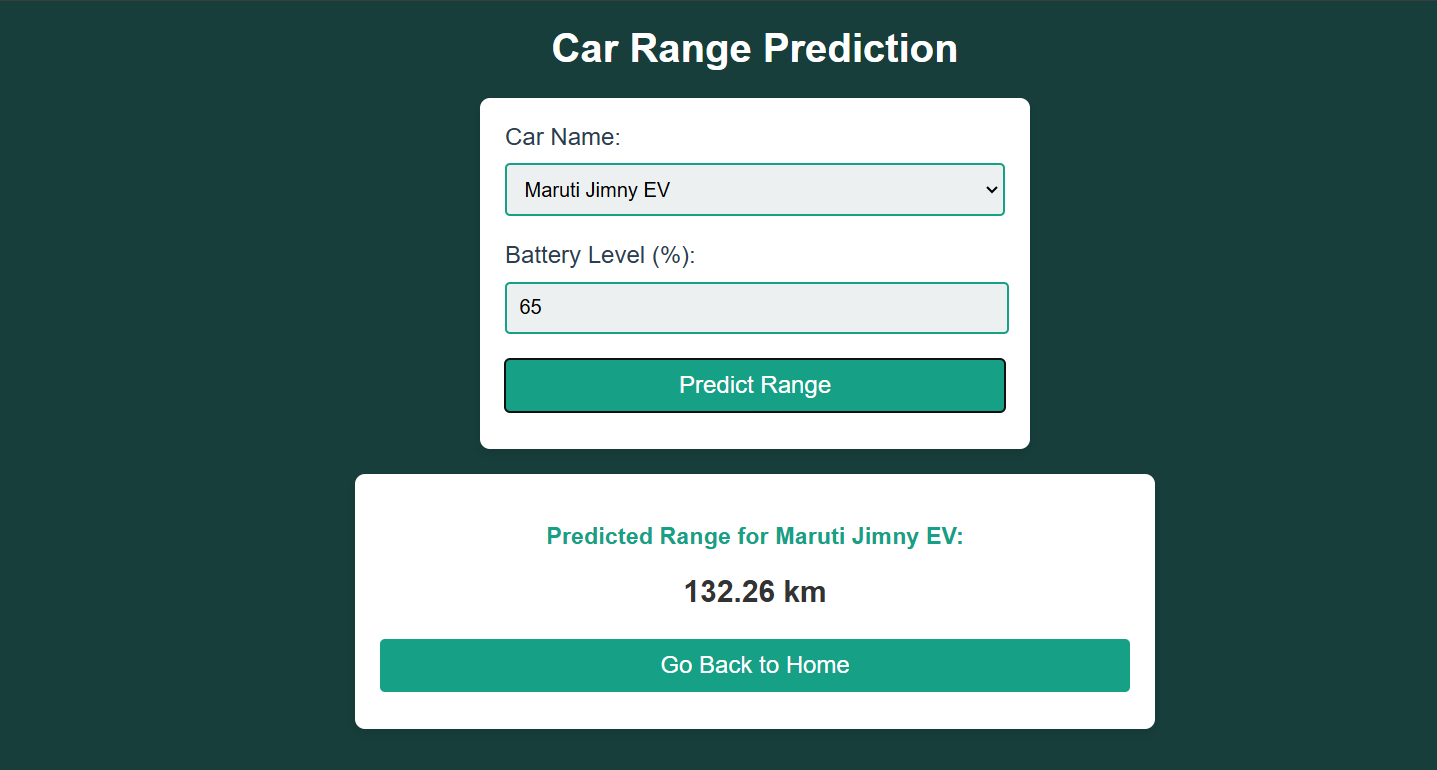 Car Range Prediction
Car Name:
Maruti Jimny EV
Battery Level (%):
65
Predict Range
Predicted Range for Maruti Jimny EV:
132.26 km
Go Back to Home